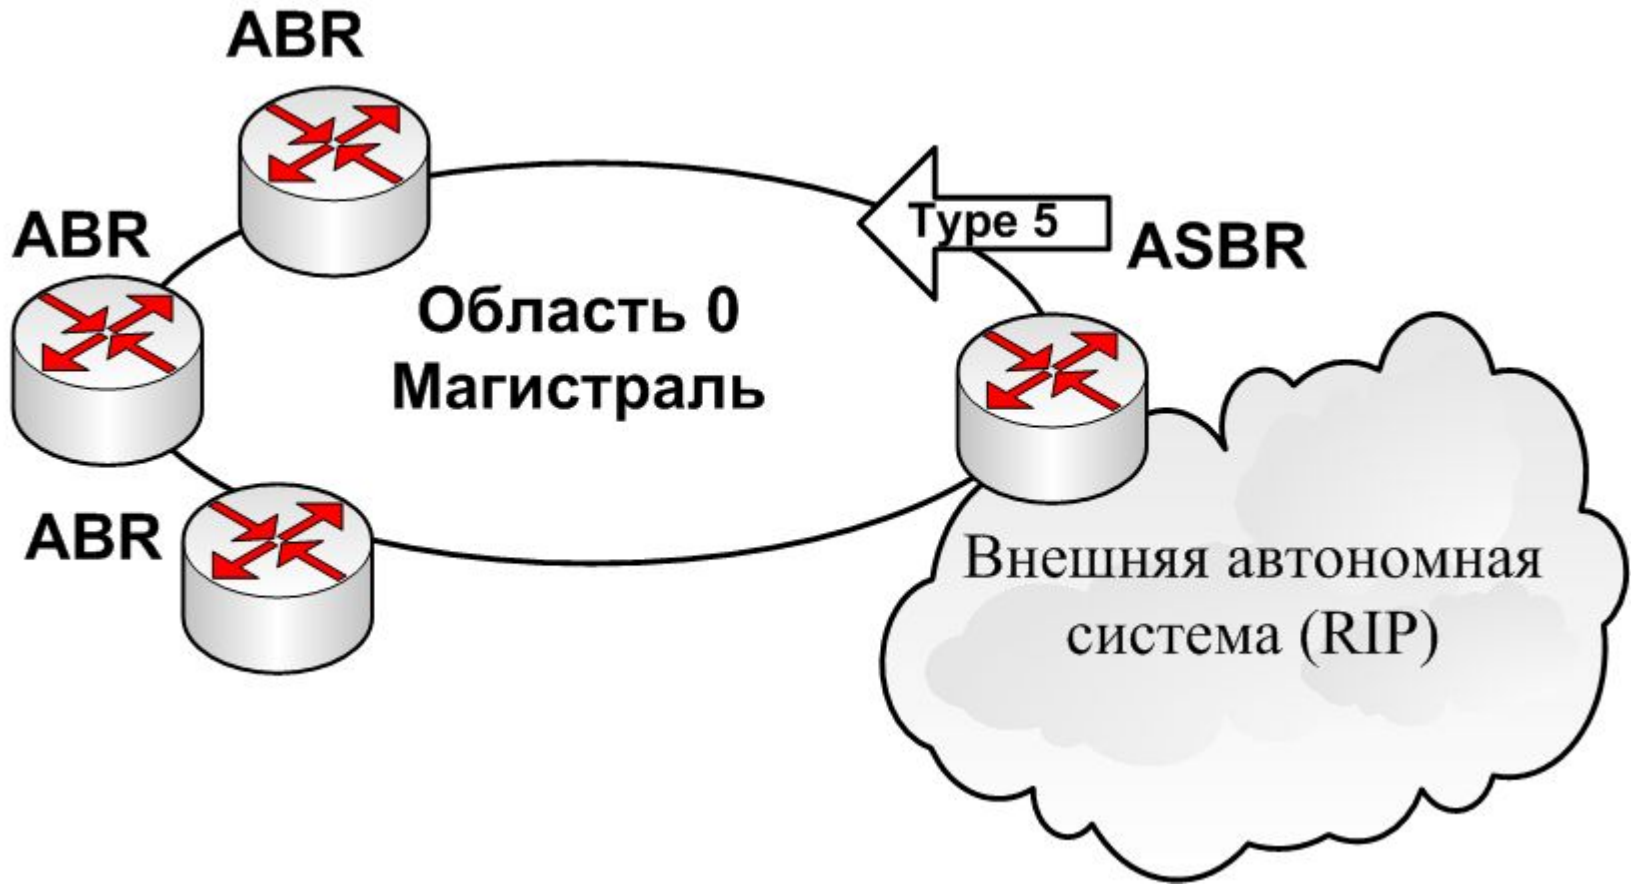 ABR
ABR
Type 5
ASBR
Область 0
Магистраль
ABR
Внешняя автономная
система (RIP)